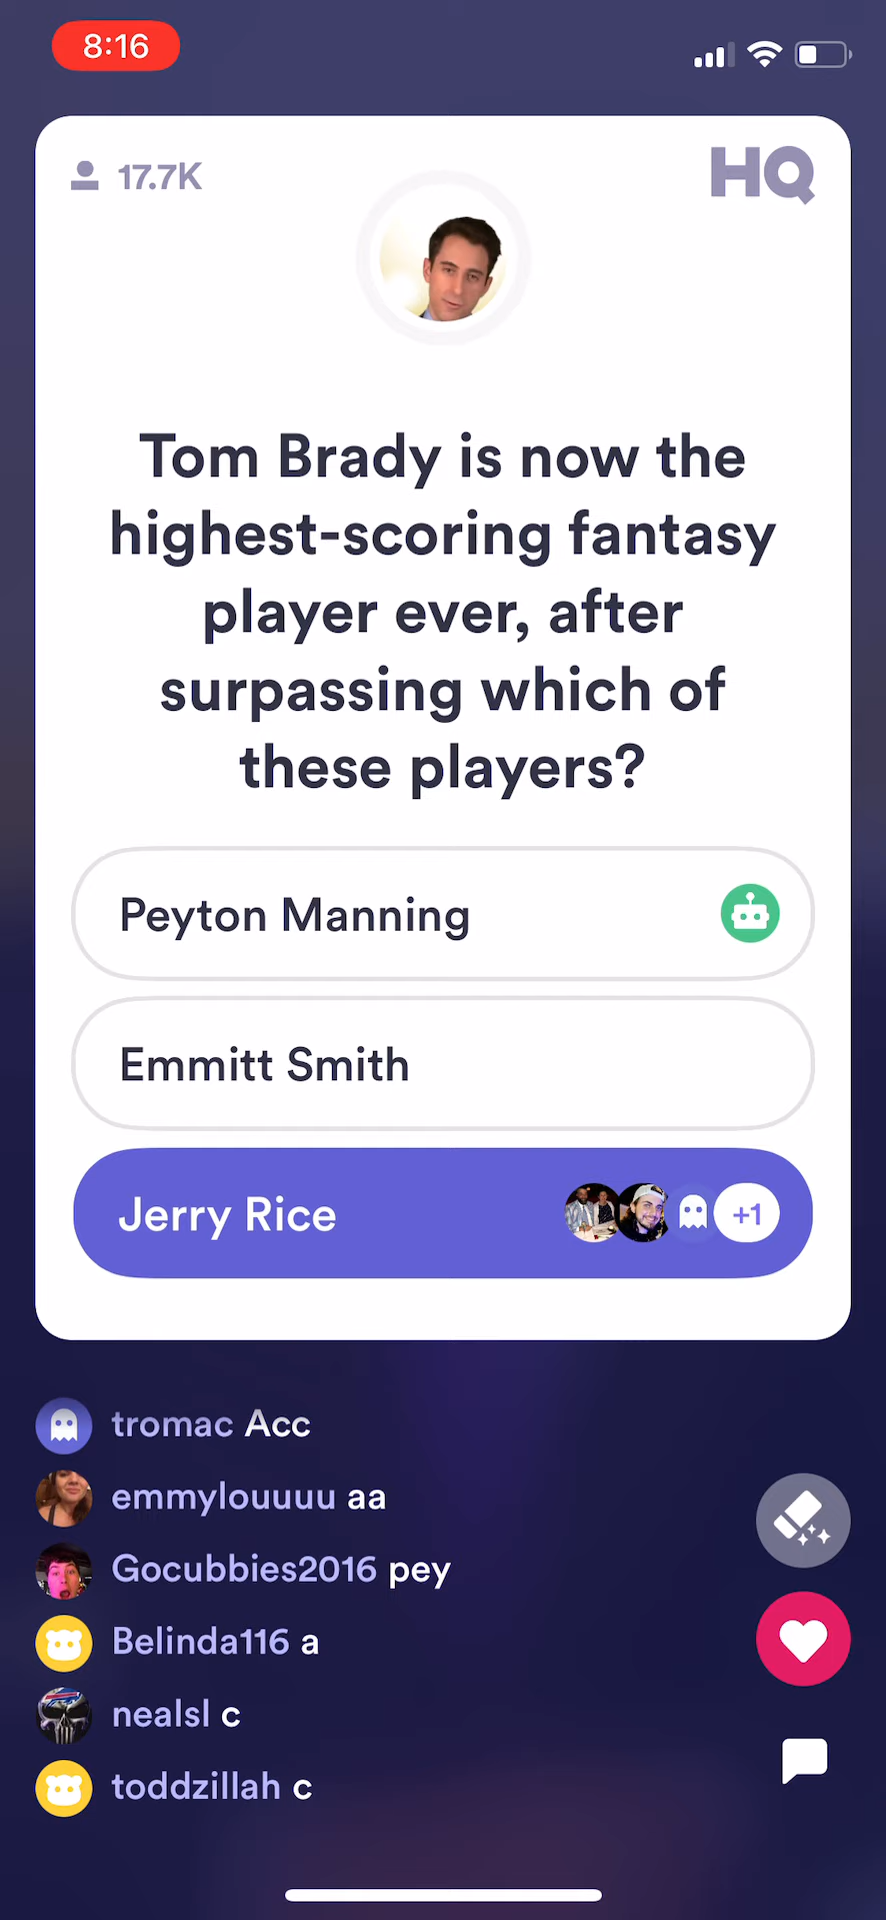 8:16
17.7K
HQ
Tom Brady is now the
highest-scoring fantasy
player ever, after
surpassing which of
these players?
Peyton Manning
Emmitt Smith
Jerry Rice
+1
tromac Acc
emmylouuuu aa
Gocubbies2016 pey
Belinda116 a
nealsl c
toddzillah c